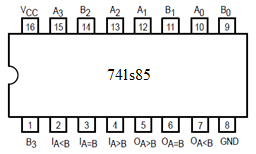 VCC A3 B2 A2 A1 B1 A0 B0
16 15 14 13 12 11 10 9
741s85
1 2 3 4 5 6 7 8
B3 IA<B IA=B IA>B OA>B OA=B OA<B GND